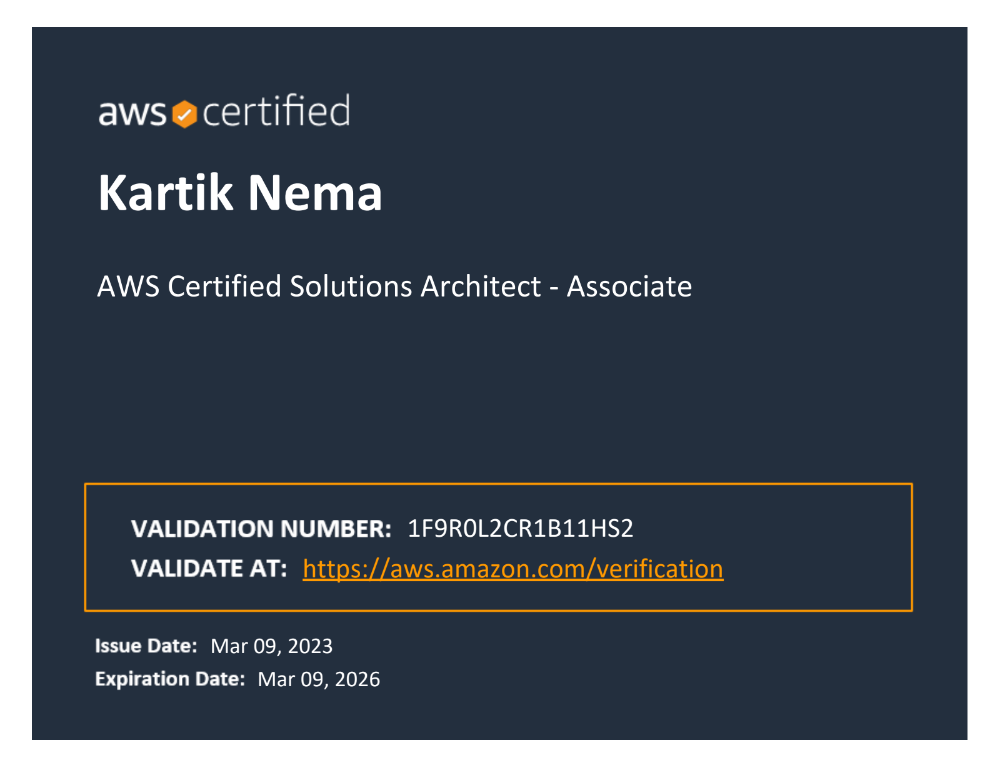 aws certified
Kartik Nema
AWS Certified Solutions Architect - Associate
VALIDATION NUMBER: 1F9R0L2CR1B11HS2
VALIDATE AT: https://aws.amazon.com/verification
Issue Date: Mar 09, 2023
Expiration Date: Mar 09, 2026